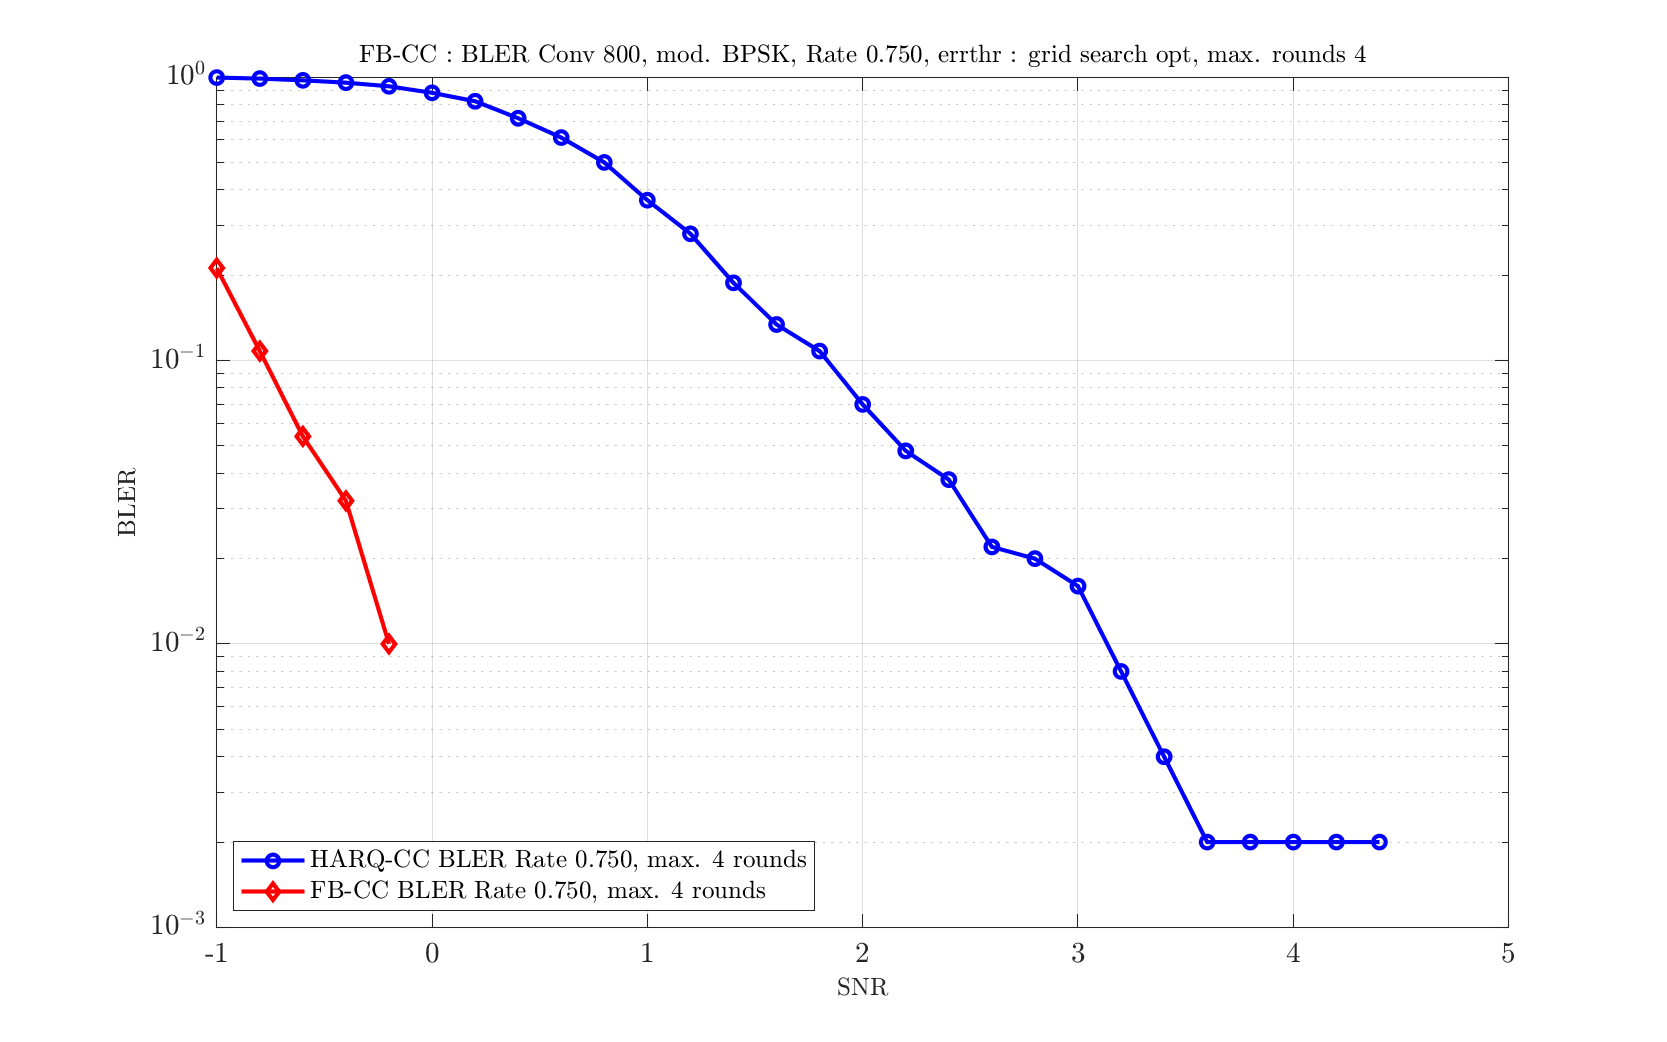 FB-CC : BLER Conv 800, mod. BPSK, Rate 0.750, errthr : grid search opt, max. rounds 4
10^0
10^-1
10^-2
10^-3
BLER
-1 0 1 2 3 4 5
SNR
HARQ-CC BLER Rate 0.750, max. 4 rounds
FB-CC BLER Rate 0.750, max. 4 rounds